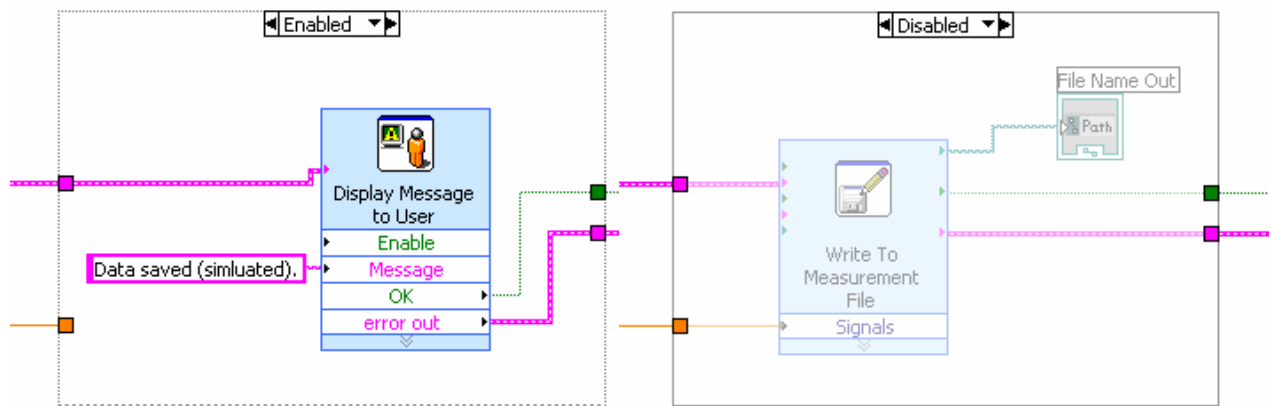 Enabled
Display Message
to User
Enable
Data saved (simluated).
Message
OK
error out
Disabled
File Name Out
Path
Write To
Measurement
File
Signals